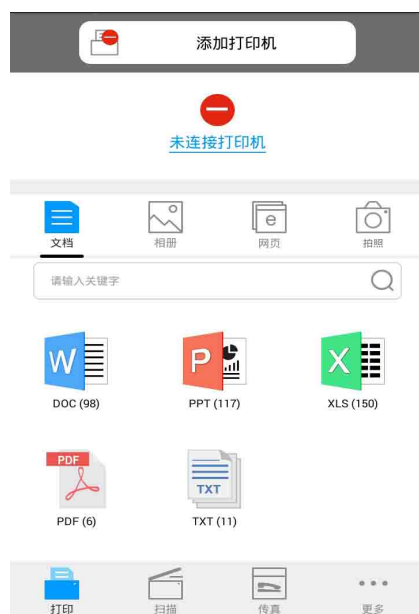 添加打印机
未连接打印机
文档 相册 网页 拍照
请输入关键字
W P X
DOC (98) PPT (117) XLS (150)
PDF TXT
PDF (6) TXT (11)
打印 扫描 传真 更多